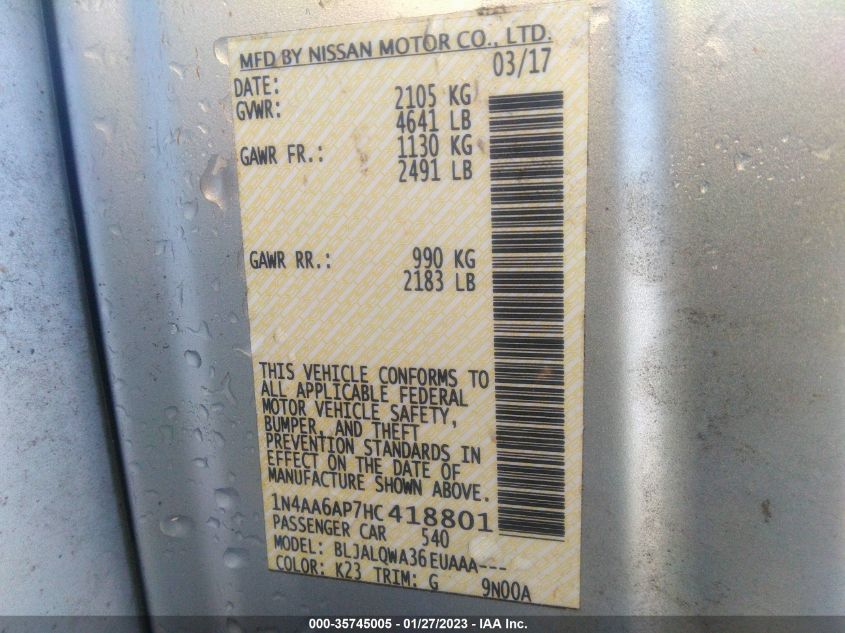 MFD BY NISSAN MOTOR CO., LTD.
DATE: 03/17
GVWR: 2105 KG
4641 LB
GAWR FR.: 1130 KG
2491 LB
GAWR RR.: 990 KG
2183 LB
THIS VEHICLE CONFORMS TO
ALL APPLICABLE FEDERAL
MOTOR VEHICLE SAFETY,
BUMPER, AND THEFT
PREVENTION STANDARDS IN
EFFECT ON THE DATE OF
MANUFACTURE SHOWN ABOVE.
1N4AA6AP7HC418801
PASSENGER CAR 540
MODEL: BLJALQWA36EUAAA---
COLOR: K23 TRIM: G 9N00A
000-35745005 - 01/27/2023 - IAA Inc.